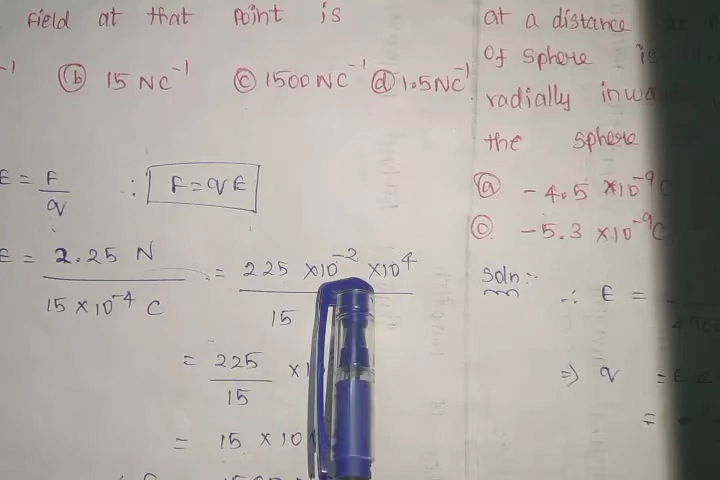 Field at that point is
(b) 15 NC⁻¹ (c) 1500 NC⁻¹ (d) 1.5 NC⁻¹
E = F/q ∴ F = qE
E = 2.25 N / 15 × 10⁻⁴ C = 225 × 10⁻² × 10⁴ / 15
= 225 / 15
= 15 × 10
at a distance
of sphere is
radially
the sphere
(a) -4.5 × 10⁻⁹ C
(c) -5.3 × 10⁻⁹ C
Soln:-
∴ E =
⇒ q = E
= -